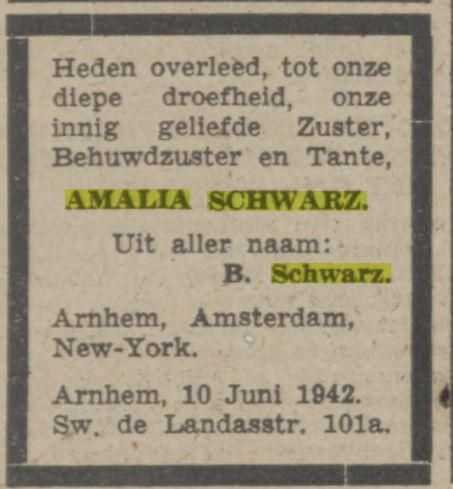 Heden overleed, tot onze
diepe droefheid, onze
innig geliefde Zuster,
Behuwdzuster en Tante,
AMALIA SCHWARZ.
Uit aller naam:
B. Schwarz.
Arnhem, Amsterdam,
New-York.
Arnhem, 10 Juni 1942.
Sw. de Landasstr. 101a.